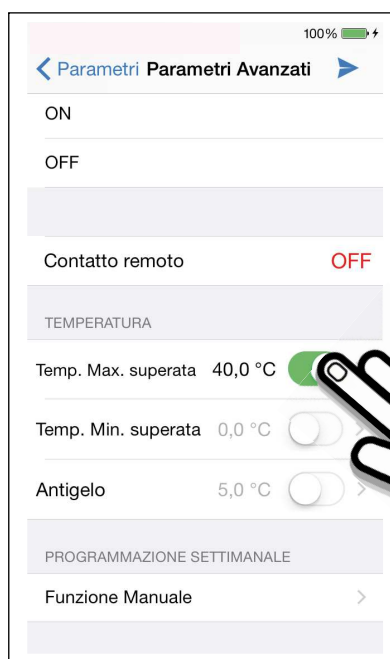 100%
Parametri Parametri Avanzati
ON
OFF
Contatto remoto OFF
TEMPERATURA
Temp. Max. superata 40,0 °C
Temp. Min. superata 0,0 °C
Antigelo 5,0 °C
PROGRAMMAZIONE SETTIMANALE
Funzione Manuale